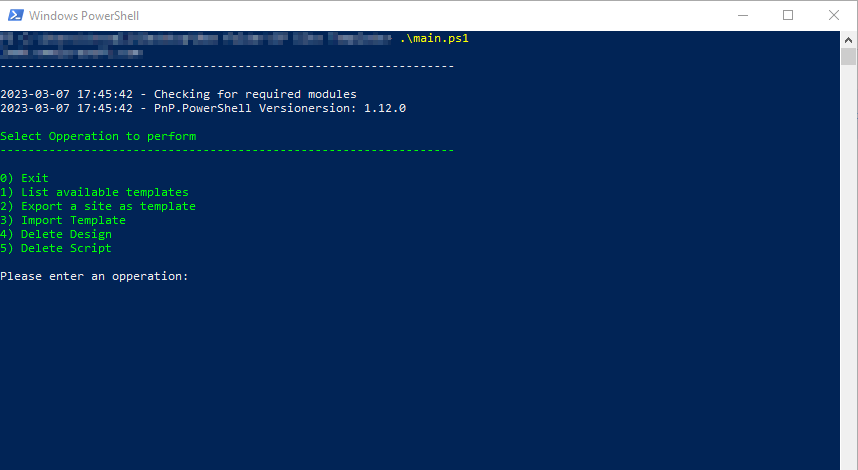 Windows PowerShell
.\main.ps1
-----------------------------------------------------------------
2023-03-07 17:45:42 - Checking for required modules
2023-03-07 17:45:42 - PnP.PowerShell Versionersion: 1.12.0
Select Opperation to perform
-----------------------------------------------------------------
0) Exit
1) List available templates
2) Export a site as template
3) Import Template
4) Delete Design
5) Delete Script
Please enter an opperation: